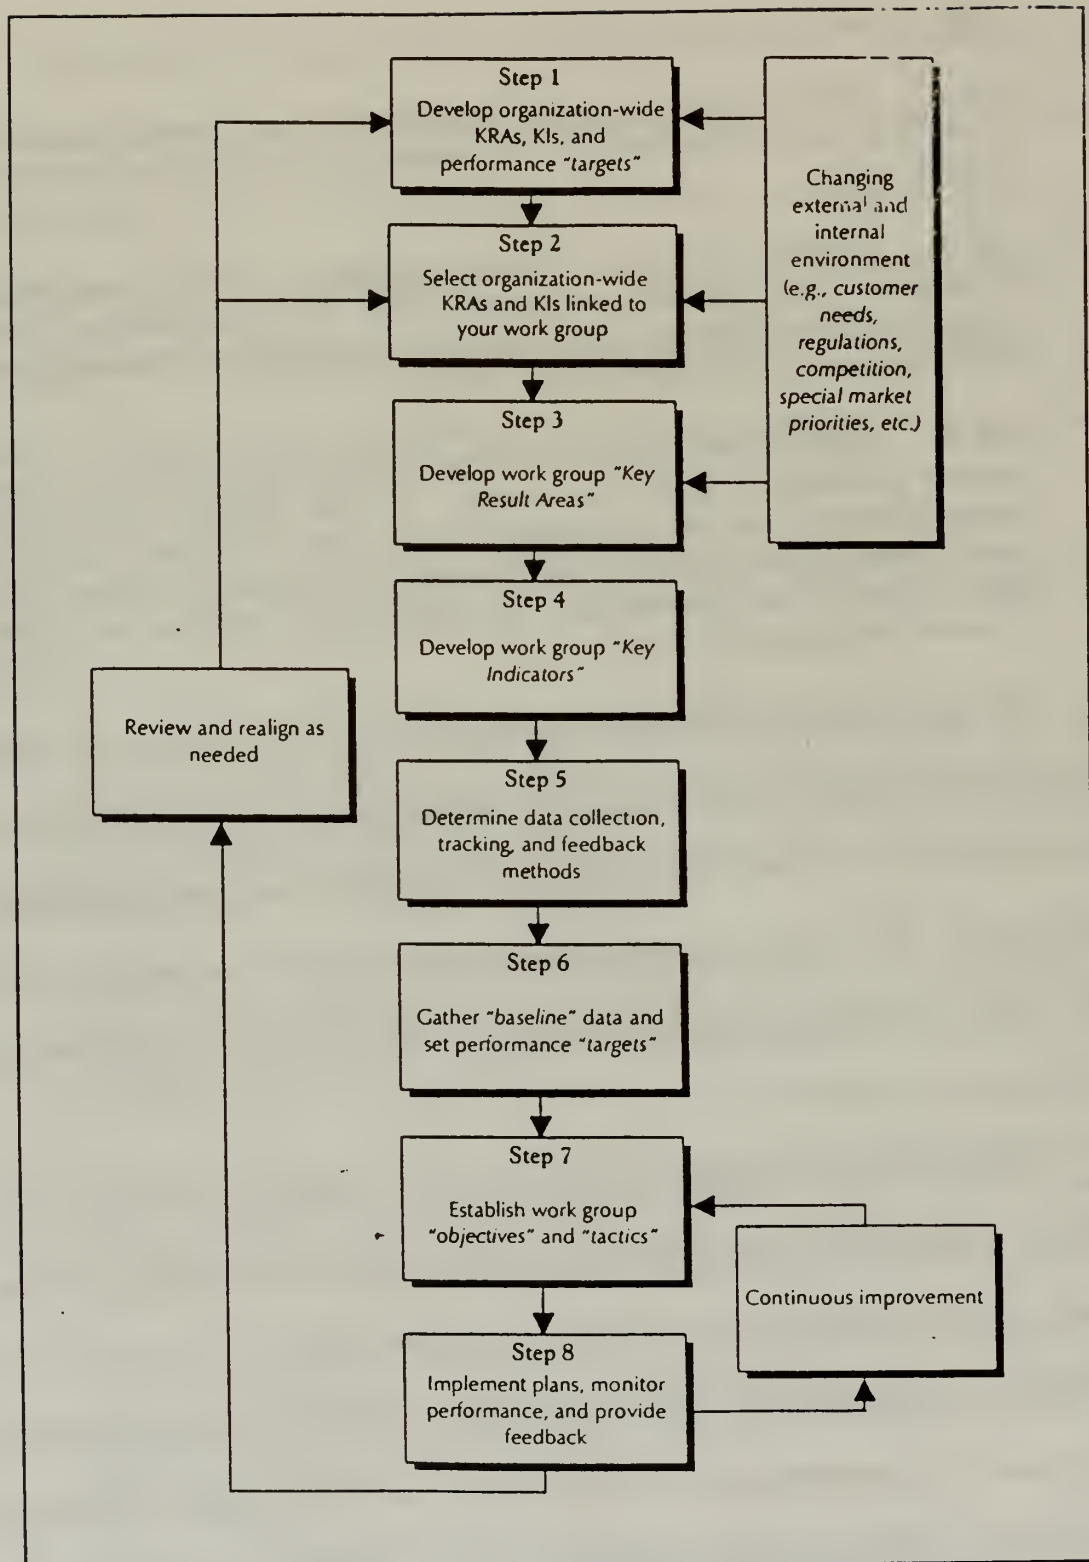 Step 1
Develop organization-wide
KRAs, KIs, and
performance "targets"
Changing
external and
internal
environment
(e.g., customer
needs,
regulations,
competition,
special market
priorities, etc.)
Step 2
Select organization-wide
KRAs and KIs linked to
your work group
Step 3
Develop work group "Key
Result Areas"
Step 4
Develop work group "Key
Indicators"
Review and realign as
needed
Step 5
Determine data collection,
tracking, and feedback
methods
Step 6
Gather "baseline" data and
set performance "targets"
Step 7
Establish work group
"objectives" and "tactics"
Continuous improvement
Step 8
Implement plans, monitor
performance, and provide
feedback